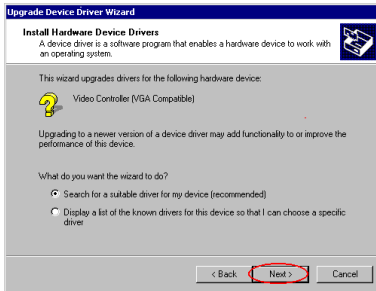 Upgrade Device Driver Wizard
Install Hardware Device Drivers
A device driver is a software program that enables a hardware device to work with
an operating system.
This wizard upgrades drivers for the following hardware device:
Video Controller (VGA Compatible)
Upgrading to a newer version of a device driver may add functionality to or improve the
performance of this device.
What do you want the wizard to do?
Search for a suitable driver for my device (recommended)
Display a list of the known drivers for this device so that I can choose a specific
driver
< Back
Next >
Cancel